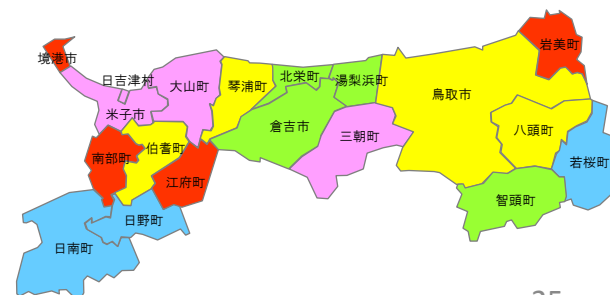 岩美町
境港市
日吉津村
大山町
琴浦町
北栄町
湯梨浜町
鳥取市
米子市
倉吉市
八頭町
三朝町
伯耆町
南部町
若桜町
江府町
智頭町
日野町
日南町